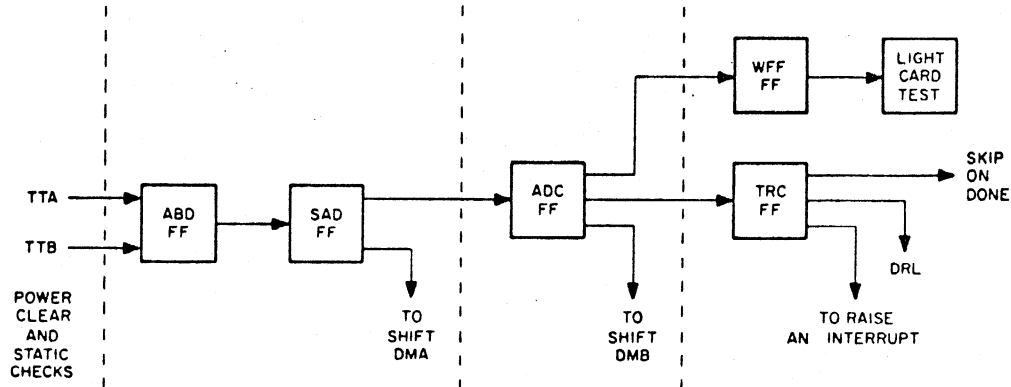 TTA
TTB
POWER
CLEAR
AND
STATIC
CHECKS
ABD
FF
SAD
FF
TO
SHIFT
DMA
ADC
FF
TO
SHIFT
DMB
WFF
FF
LIGHT
CARD
TEST
TRC
FF
SKIP
ON
DONE
DRL
TO RAISE
AN INTERRUPT